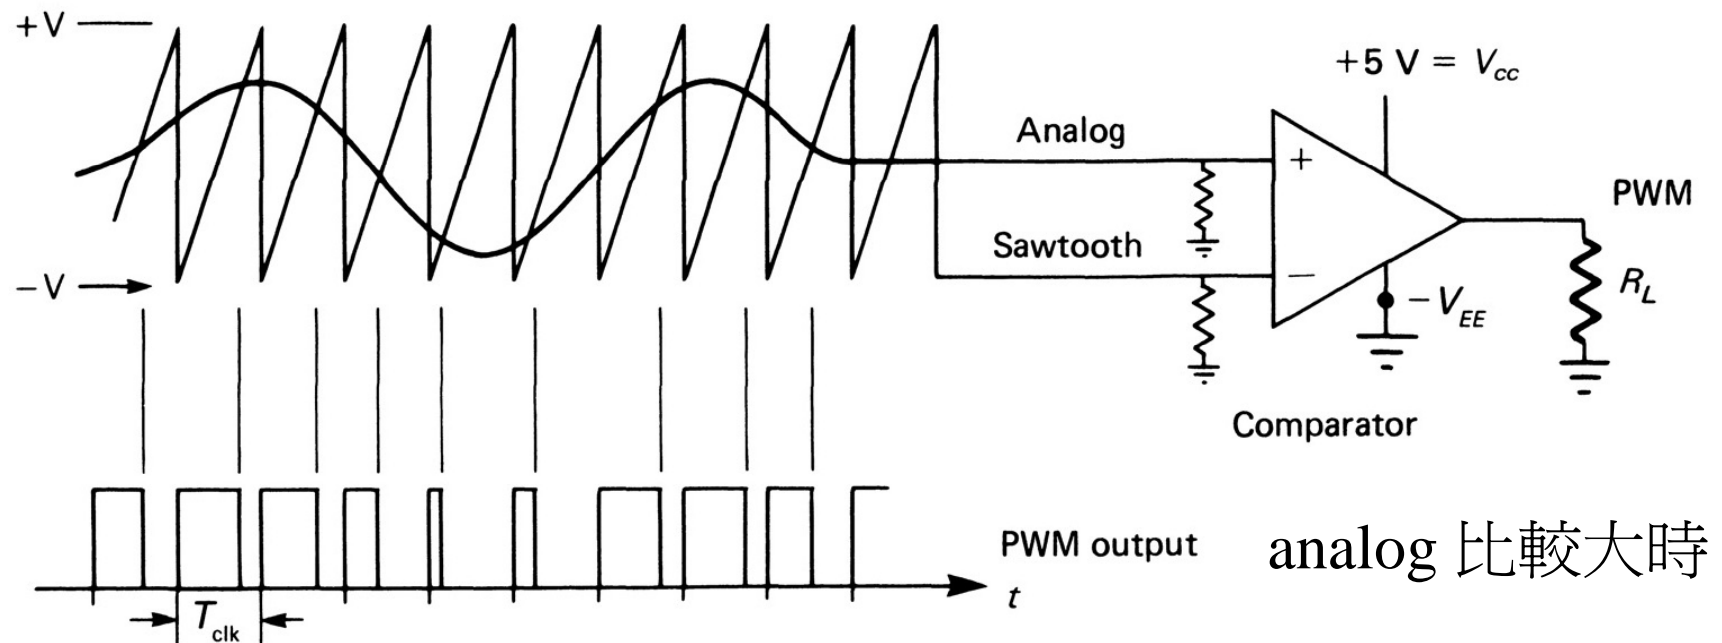 +V
+5 V = Vcc
Analog
+
PWM
Sawtooth
−
RL
−V
−VEE
Comparator
PWM output
analog 比較大時
t
Tclk